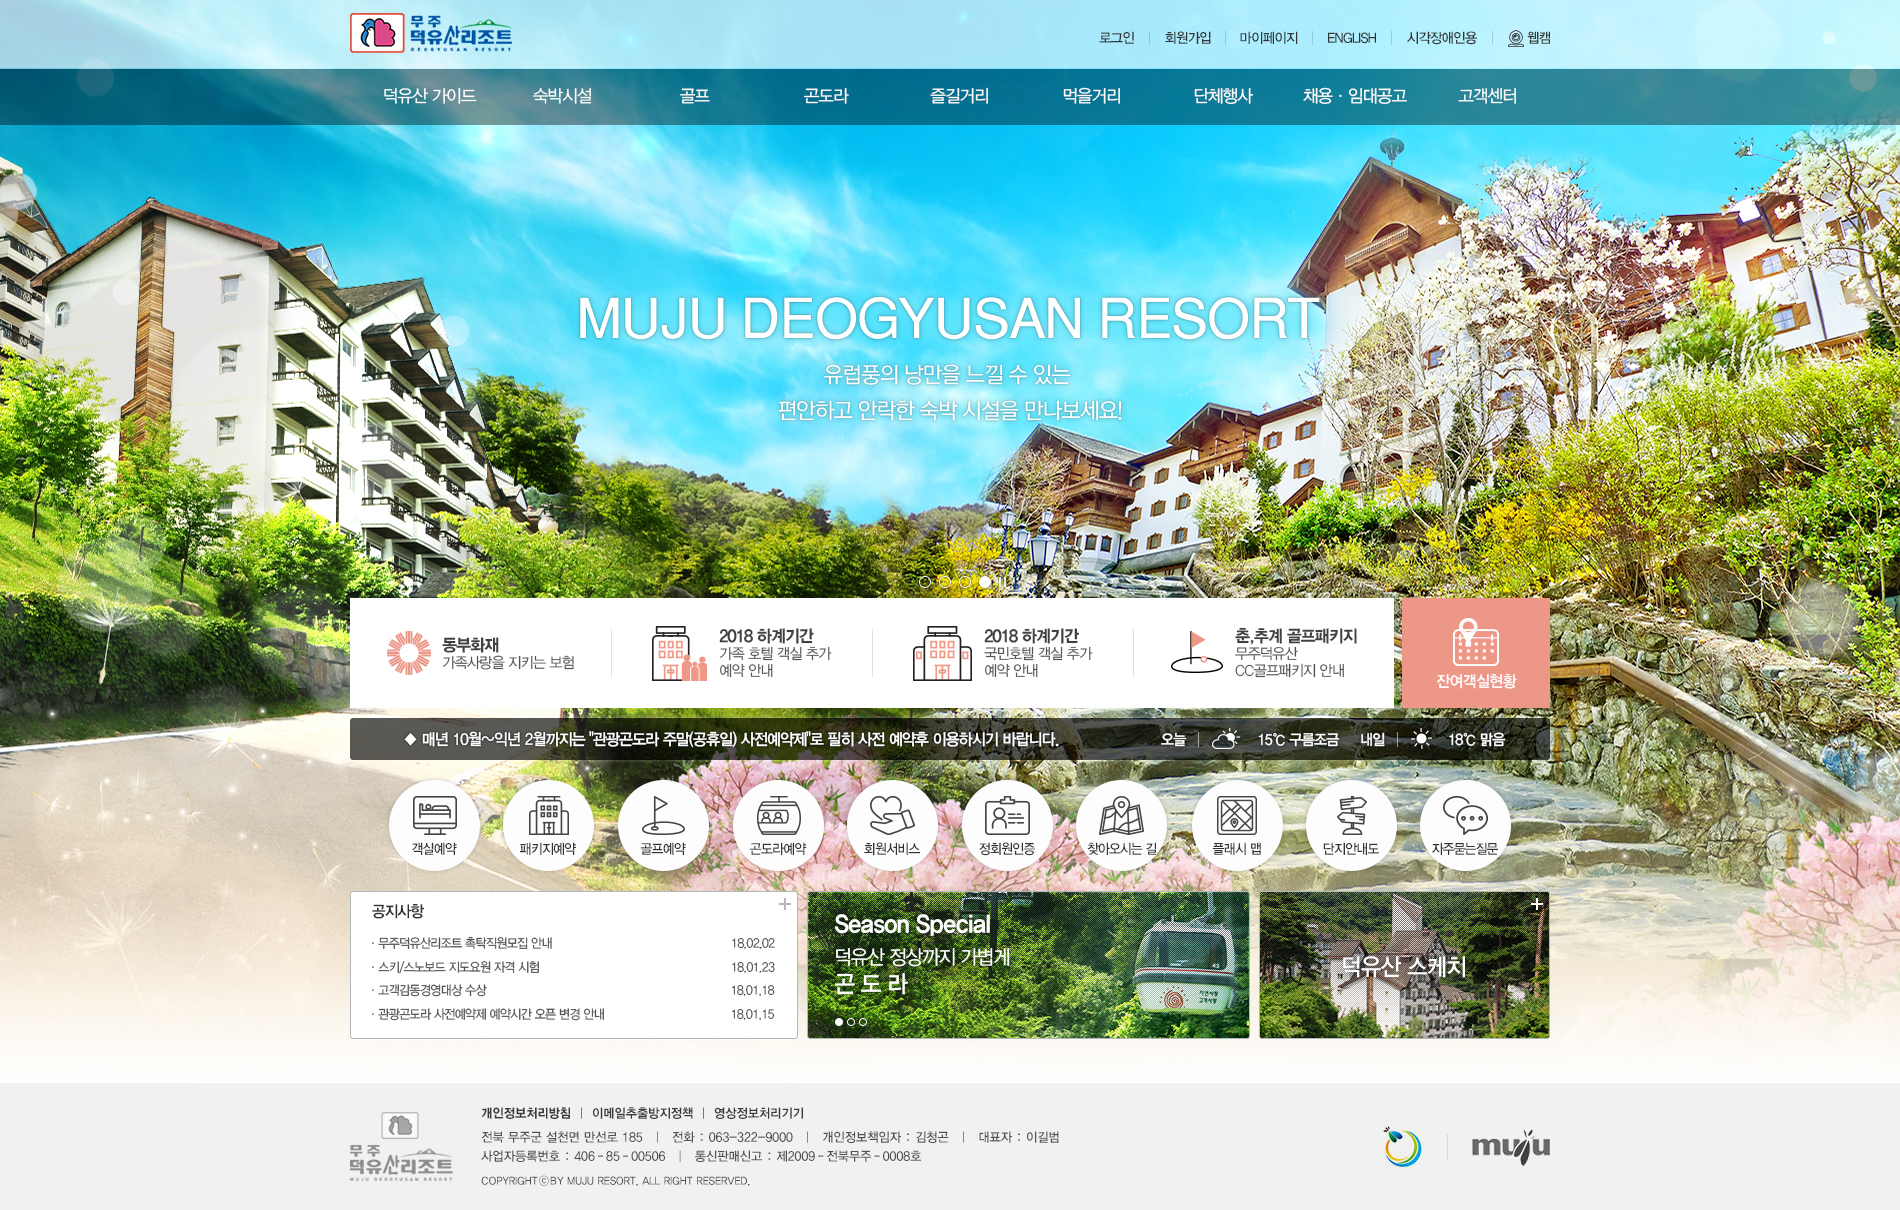 무주
덕유산리조트
DEOGYUSAN RESORT
로그인
회원가입
마이페이지
ENGLISH
시각장애인용
웹캠
덕유산 가이드
숙박시설
골프
곤도라
즐길거리
먹을거리
단체행사
채용 · 임대공고
고객센터
MUJU DEOGYUSAN RESORT
유럽풍의 낭만을 느낄 수 있는
편안하고 안락한 숙박 시설을 만나보세요!
동부화재
가족사랑을 지키는 보험
2018 하계기간
가족 호텔 객실 추가
예약 안내
2018 하계기간
국민호텔 객실 추가
예약 안내
춘,추계 골프패키지
무주덕유산
CC골프패키지 안내
잔여객실현황
◆ 매년 10월~익년 2월까지는 "관광곤도라 주말(공휴일) 사전예약제"로 필히 사전 예약후 이용하시기 바랍니다.
오늘 15℃ 구름조금 내일 18℃ 맑음
객실예약
패키지예약
골프예약
곤도라예약
회원서비스
정회원인증
찾아오시는 길
플래시 맵
단지안내도
자주묻는질문
공지사항
· 무주덕유산리조트 촉탁직원모집 안내 18.02.02
· 스키/스노보드 지도요원 자격 시험 18.01.23
· 고객감동경영대상 수상 18.01.18
· 관광곤도라 사전예약제 예약시간 오픈 변경 안내 18.01.15
Season Special
덕유산 정상까지 가볍게
곤 도 라
덕유산 스케치
무주
덕유산리조트
MUJU DEOGYUSAN RESORT
개인정보처리방침 | 이메일추출방지정책 | 영상정보처리기기
전북 무주군 설천면 만선로 185 | 전화 : 063-322-9000 | 개인정보책임자 : 김청곤 | 대표자 : 이길범
사업자등록번호 : 406 - 85 - 00506 | 통신판매신고 : 제2009 - 전북무주 - 0008호
COPYRIGHT ⓒ BY MUJU RESORT. ALL RIGHT RESERVED.
muju